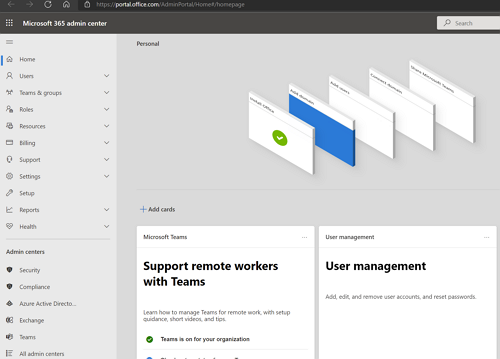 https://portal.office.com/AdminPortal/Home#/homepage
Microsoft 365 admin center
Search
Home
Users
Teams & groups
Roles
Resources
Billing
Support
Settings
Setup
Reports
Health
Admin centers
Security
Compliance
Azure Active Directo...
Exchange
Teams
All admin centers
Personal
Install Office
Add domain
Add users
Connect domain
Share Microsoft Teams
Add cards
Microsoft Teams
Support remote workers
with Teams
Learn how to manage Teams for remote work, with setup
guidance, short videos, and tips.
Teams is on for your organization
User management
User management
Add, edit, and remove user accounts, and reset passwords.